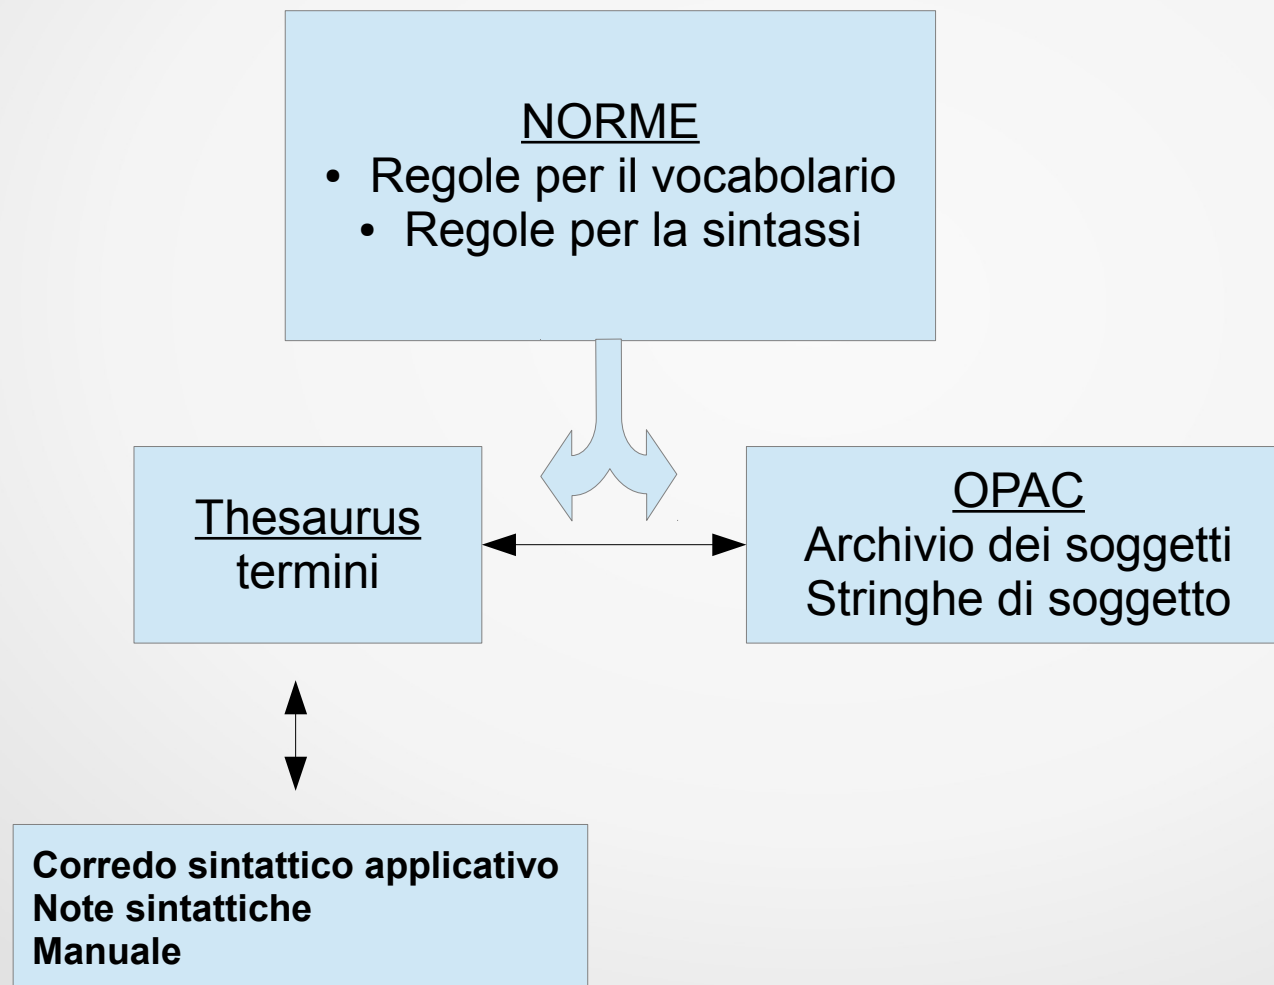 NORME
• Regole per il vocabolario
• Regole per la sintassi
Thesaurus
termini
OPAC
Archivio dei soggetti
Stringhe di soggetto
Corredo sintattico applicativo
Note sintattiche
Manuale